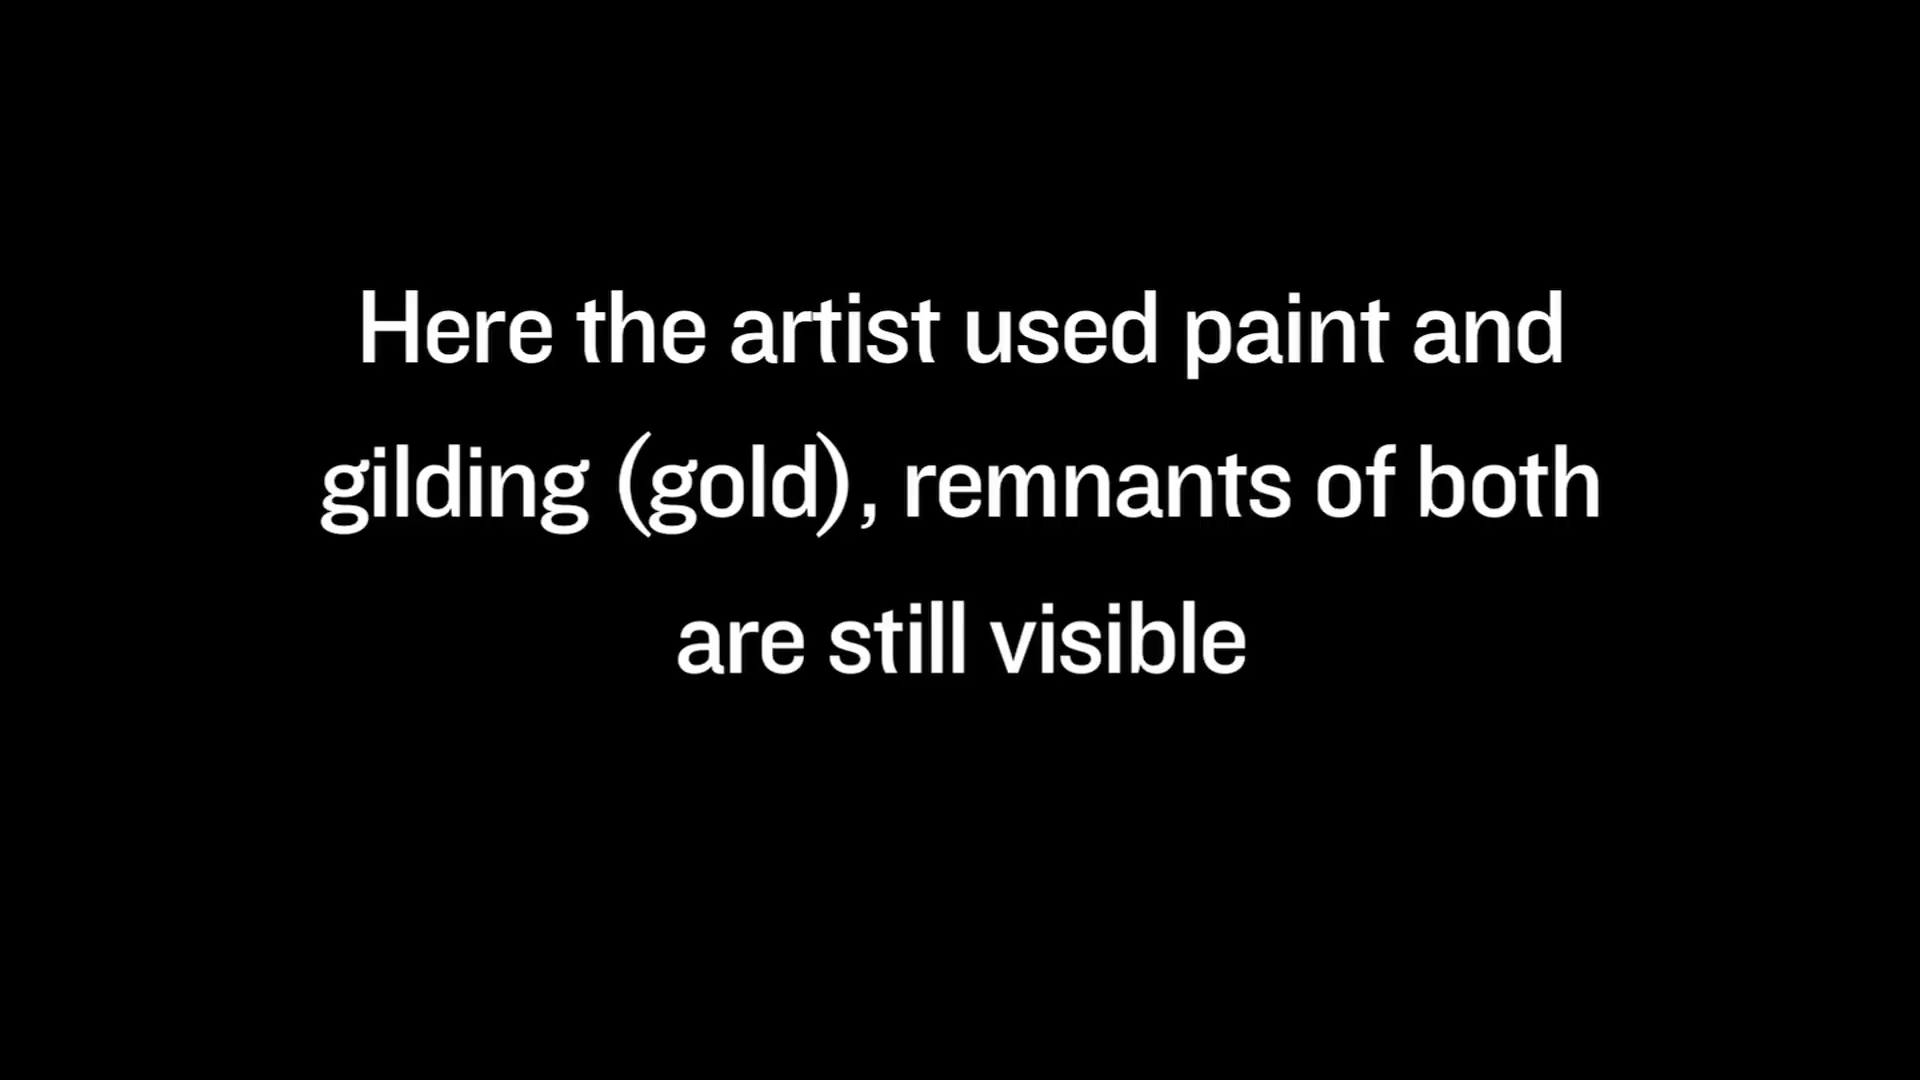 Here the artist used paint and
gilding (gold), remnants of both
are still visible